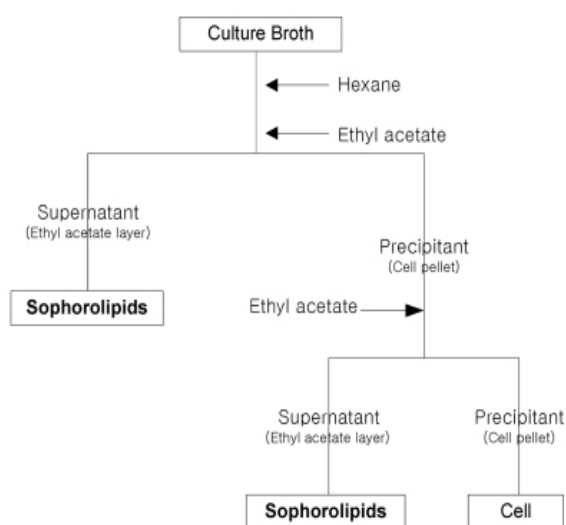 Culture Broth
Hexane
Ethyl acetate
Supernatant
(Ethyl acetate layer)
Precipitant
(Cell pellet)
Sophorolipids
Ethyl acetate
Supernatant
(Ethyl acetate layer)
Precipitant
(Cell pellet)
Sophorolipids
Cell